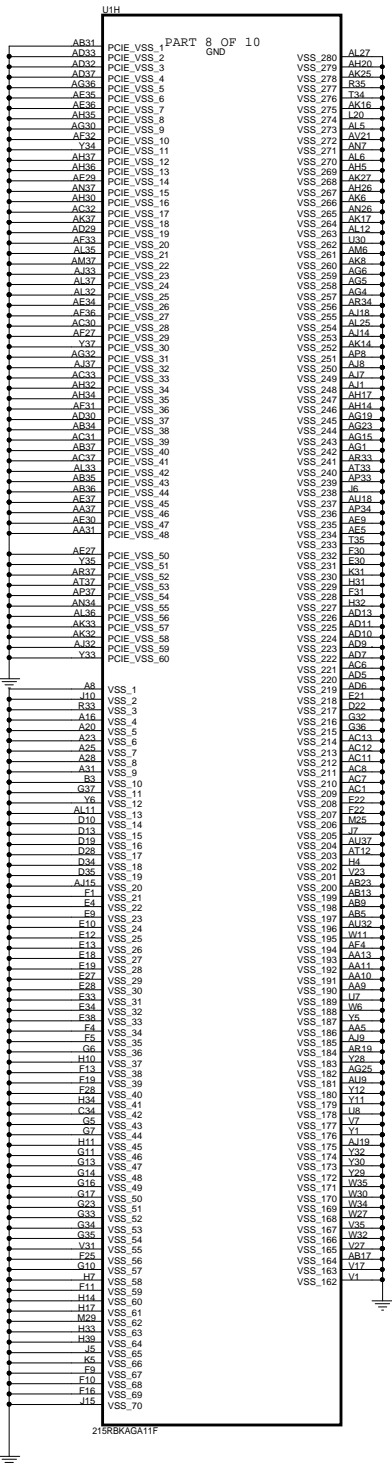 U1H
PART 8 OF 10
GND
AB31 PCIE_VSS_1
AD33 PCIE_VSS_2
AD32 PCIE_VSS_3
AD37 PCIE_VSS_4
AG36 PCIE_VSS_5
AE35 PCIE_VSS_6
AE36 PCIE_VSS_7
AH35 PCIE_VSS_8
AG30 PCIE_VSS_9
AF32 PCIE_VSS_10
Y34 PCIE_VSS_11
AH37 PCIE_VSS_12
AH36 PCIE_VSS_13
AE29 PCIE_VSS_14
AN37 PCIE_VSS_15
AH30 PCIE_VSS_16
AC32 PCIE_VSS_17
AK37 PCIE_VSS_18
AD29 PCIE_VSS_19
AF33 PCIE_VSS_20
AL35 PCIE_VSS_21
AM37 PCIE_VSS_22
AJ33 PCIE_VSS_23
AL37 PCIE_VSS_24
AL32 PCIE_VSS_25
AE34 PCIE_VSS_26
AF36 PCIE_VSS_27
AC30 PCIE_VSS_28
AF27 PCIE_VSS_29
Y37 PCIE_VSS_30
AG32 PCIE_VSS_31
AJ37 PCIE_VSS_32
AC33 PCIE_VSS_33
AH32 PCIE_VSS_34
AH34 PCIE_VSS_35
AF31 PCIE_VSS_36
AD30 PCIE_VSS_37
AB34 PCIE_VSS_38
AC31 PCIE_VSS_39
AB37 PCIE_VSS_40
AC37 PCIE_VSS_41
AL33 PCIE_VSS_42
AB35 PCIE_VSS_43
AB36 PCIE_VSS_44
AE37 PCIE_VSS_45
AA37 PCIE_VSS_46
AE30 PCIE_VSS_47
AA31 PCIE_VSS_48
AE27 PCIE_VSS_50
Y35 PCIE_VSS_51
AR37 PCIE_VSS_52
AT37 PCIE_VSS_53
AP37 PCIE_VSS_54
AN34 PCIE_VSS_55
AL36 PCIE_VSS_56
AK33 PCIE_VSS_57
AK32 PCIE_VSS_58
AJ32 PCIE_VSS_59
Y33 PCIE_VSS_60
A8 VSS_1
J10 VSS_2
R33 VSS_3
A16 VSS_4
A20 VSS_5
A23 VSS_6
A25 VSS_7
A28 VSS_8
A31 VSS_9
B3 VSS_10
G37 VSS_11
Y6 VSS_12
AL11 VSS_13
D10 VSS_14
D13 VSS_15
D19 VSS_16
D28 VSS_17
D34 VSS_18
D35 VSS_19
AJ15 VSS_20
F1 VSS_21
E4 VSS_22
E9 VSS_23
E10 VSS_24
E12 VSS_25
E13 VSS_26
E18 VSS_27
E19 VSS_28
E27 VSS_29
E28 VSS_30
F33 VSS_31
E34 VSS_32
E38 VSS_33
F4 VSS_34
F5 VSS_35
G6 VSS_36
H10 VSS_37
F13 VSS_38
F19 VSS_39
F28 VSS_40
H34 VSS_41
C34 VSS_42
G5 VSS_43
G7 VSS_44
H11 VSS_45
G11 VSS_46
G13 VSS_47
G14 VSS_48
G16 VSS_49
G17 VSS_50
G23 VSS_51
G33 VSS_52
G34 VSS_53
G35 VSS_54
V31 VSS_55
F25 VSS_56
G10 VSS_57
H7 VSS_58
F11 VSS_59
H14 VSS_60
H17 VSS_61
M29 VSS_62
H33 VSS_63
H39 VSS_64
J5 VSS_65
K5 VSS_66
F9 VSS_67
F10 VSS_68
F16 VSS_69
J15 VSS_70
VSS_280 AL27
VSS_279 AH20
VSS_278 AK25
VSS_277 R35
VSS_276 T34
VSS_275 AK16
VSS_274 L20
VSS_273 AL5
VSS_272 AV21
VSS_271 AN7
VSS_270 AL6
VSS_269 AH5
VSS_268 AK27
VSS_267 AH26
VSS_266 AK6
VSS_265 AN26
VSS_264 AK17
VSS_263 AL12
VSS_262 U30
VSS_261 AM6
VSS_260 AK8
VSS_259 AG6
VSS_258 AG5
VSS_257 AG4
VSS_256 AR34
VSS_255 AJ18
VSS_254 AL25
VSS_253 AJ14
VSS_252 AK14
VSS_251 AP8
VSS_250 AJ8
VSS_249 AJ7
VSS_248 AJ1
VSS_247 AH17
VSS_246 AH14
VSS_245 AG19
VSS_244 AG23
VSS_243 AG15
VSS_242 AG1
VSS_241 AR33
VSS_240 AT33
VSS_239 AP33
VSS_238 J6
VSS_237 AU18
VSS_236 AP34
VSS_235 AE9
VSS_234 AE5
VSS_233 T35
VSS_232 F30
VSS_231 E30
VSS_230 K31
VSS_229 H31
VSS_228 F31
VSS_227 H32
VSS_226 AD13
VSS_225 AD11
VSS_224 AD10
VSS_223 AD9
VSS_222 AD7
VSS_221 AC6
VSS_220 AD5
VSS_219 AD6
VSS_218 E21
VSS_217 D22
VSS_216 G32
VSS_215 G36
VSS_214 AC13
VSS_213 AC12
VSS_212 AC11
VSS_211 AC8
VSS_210 AC7
VSS_209 AC1
VSS_208 E22
VSS_207 F22
VSS_206 M25
VSS_205 J7
VSS_204 AU37
VSS_203 AT12
VSS_202 H4
VSS_201 V23
VSS_200 AB23
VSS_199 AB13
VSS_198 AB9
VSS_197 AB5
VSS_196 AU32
VSS_195 W11
VSS_194 AF4
VSS_193 AA13
VSS_192 AA11
VSS_191 AA10
VSS_190 AA9
VSS_189 U7
VSS_188 W6
VSS_187 Y5
VSS_186 AA5
VSS_185 AJ9
VSS_184 AR19
VSS_183 Y28
VSS_182 AG25
VSS_181 AU9
VSS_180 Y12
VSS_179 Y11
VSS_178 U8
VSS_177 V7
VSS_176 Y1
VSS_175 AJ19
VSS_174 Y32
VSS_173 Y30
VSS_172 Y29
VSS_171 W35
VSS_170 W30
VSS_169 W34
VSS_168 W27
VSS_167 V35
VSS_166 W32
VSS_165 V27
VSS_164 AB17
VSS_163 V17
VSS_162 V1
215RBKAGA11F